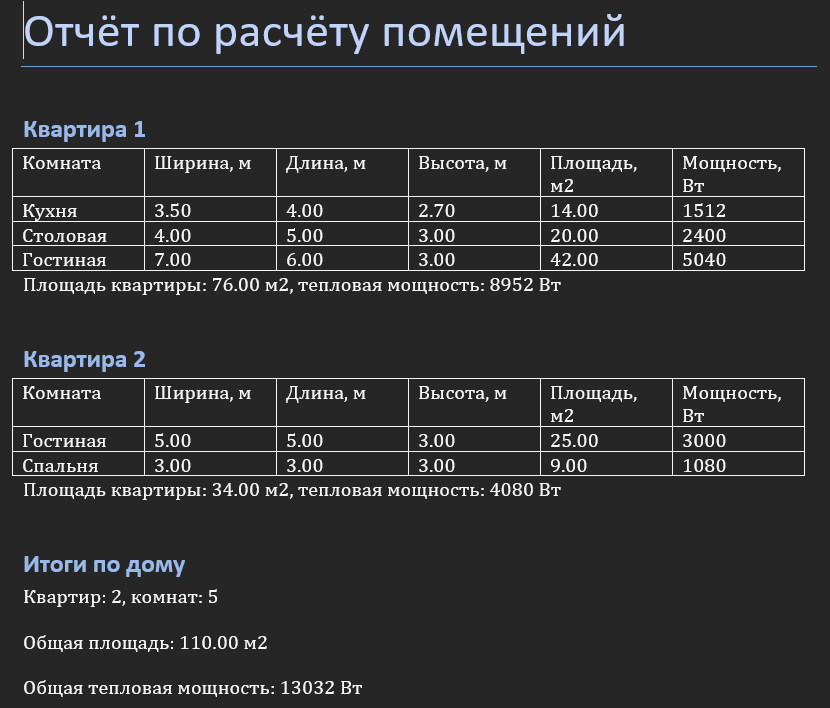 Отчёт по расчёту помещений
Квартира 1
Комната Ширина, м Длина, м Высота, м Площадь, м2 Мощность, Вт
Кухня 3.50 4.00 2.70 14.00 1512
Столовая 4.00 5.00 3.00 20.00 2400
Гостиная 7.00 6.00 3.00 42.00 5040
Площадь квартиры: 76.00 м2, тепловая мощность: 8952 Вт
Квартира 2
Комната Ширина, м Длина, м Высота, м Площадь, м2 Мощность, Вт
Гостиная 5.00 5.00 3.00 25.00 3000
Спальня 3.00 3.00 3.00 9.00 1080
Площадь квартиры: 34.00 м2, тепловая мощность: 4080 Вт
Итоги по дому
Квартир: 2, комнат: 5
Общая площадь: 110.00 м2
Общая тепловая мощность: 13032 Вт